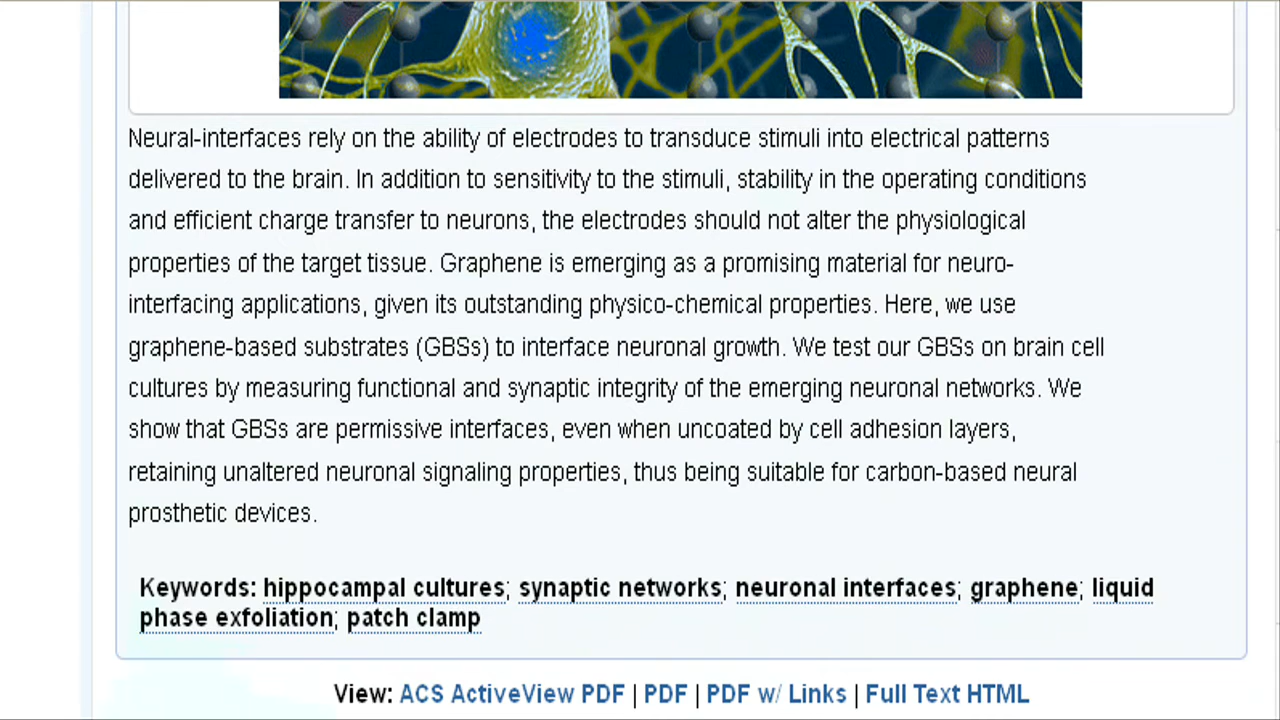 Neural-interfaces rely on the ability of electrodes to transduce stimuli into electrical patterns
delivered to the brain. In addition to sensitivity to the stimuli, stability in the operating conditions
and efficient charge transfer to neurons, the electrodes should not alter the physiological
properties of the target tissue. Graphene is emerging as a promising material for neuro-
interfacing applications, given its outstanding physico-chemical properties. Here, we use
graphene-based substrates (GBSs) to interface neuronal growth. We test our GBSs on brain cell
cultures by measuring functional and synaptic integrity of the emerging neuronal networks. We
show that GBSs are permissive interfaces, even when uncoated by cell adhesion layers,
retaining unaltered neuronal signaling properties, thus being suitable for carbon-based neural
prosthetic devices.
Keywords: hippocampal cultures; synaptic networks; neuronal interfaces; graphene; liquid
phase exfoliation; patch clamp
View: ACS ActiveView PDF | PDF | PDF w/ Links | Full Text HTML